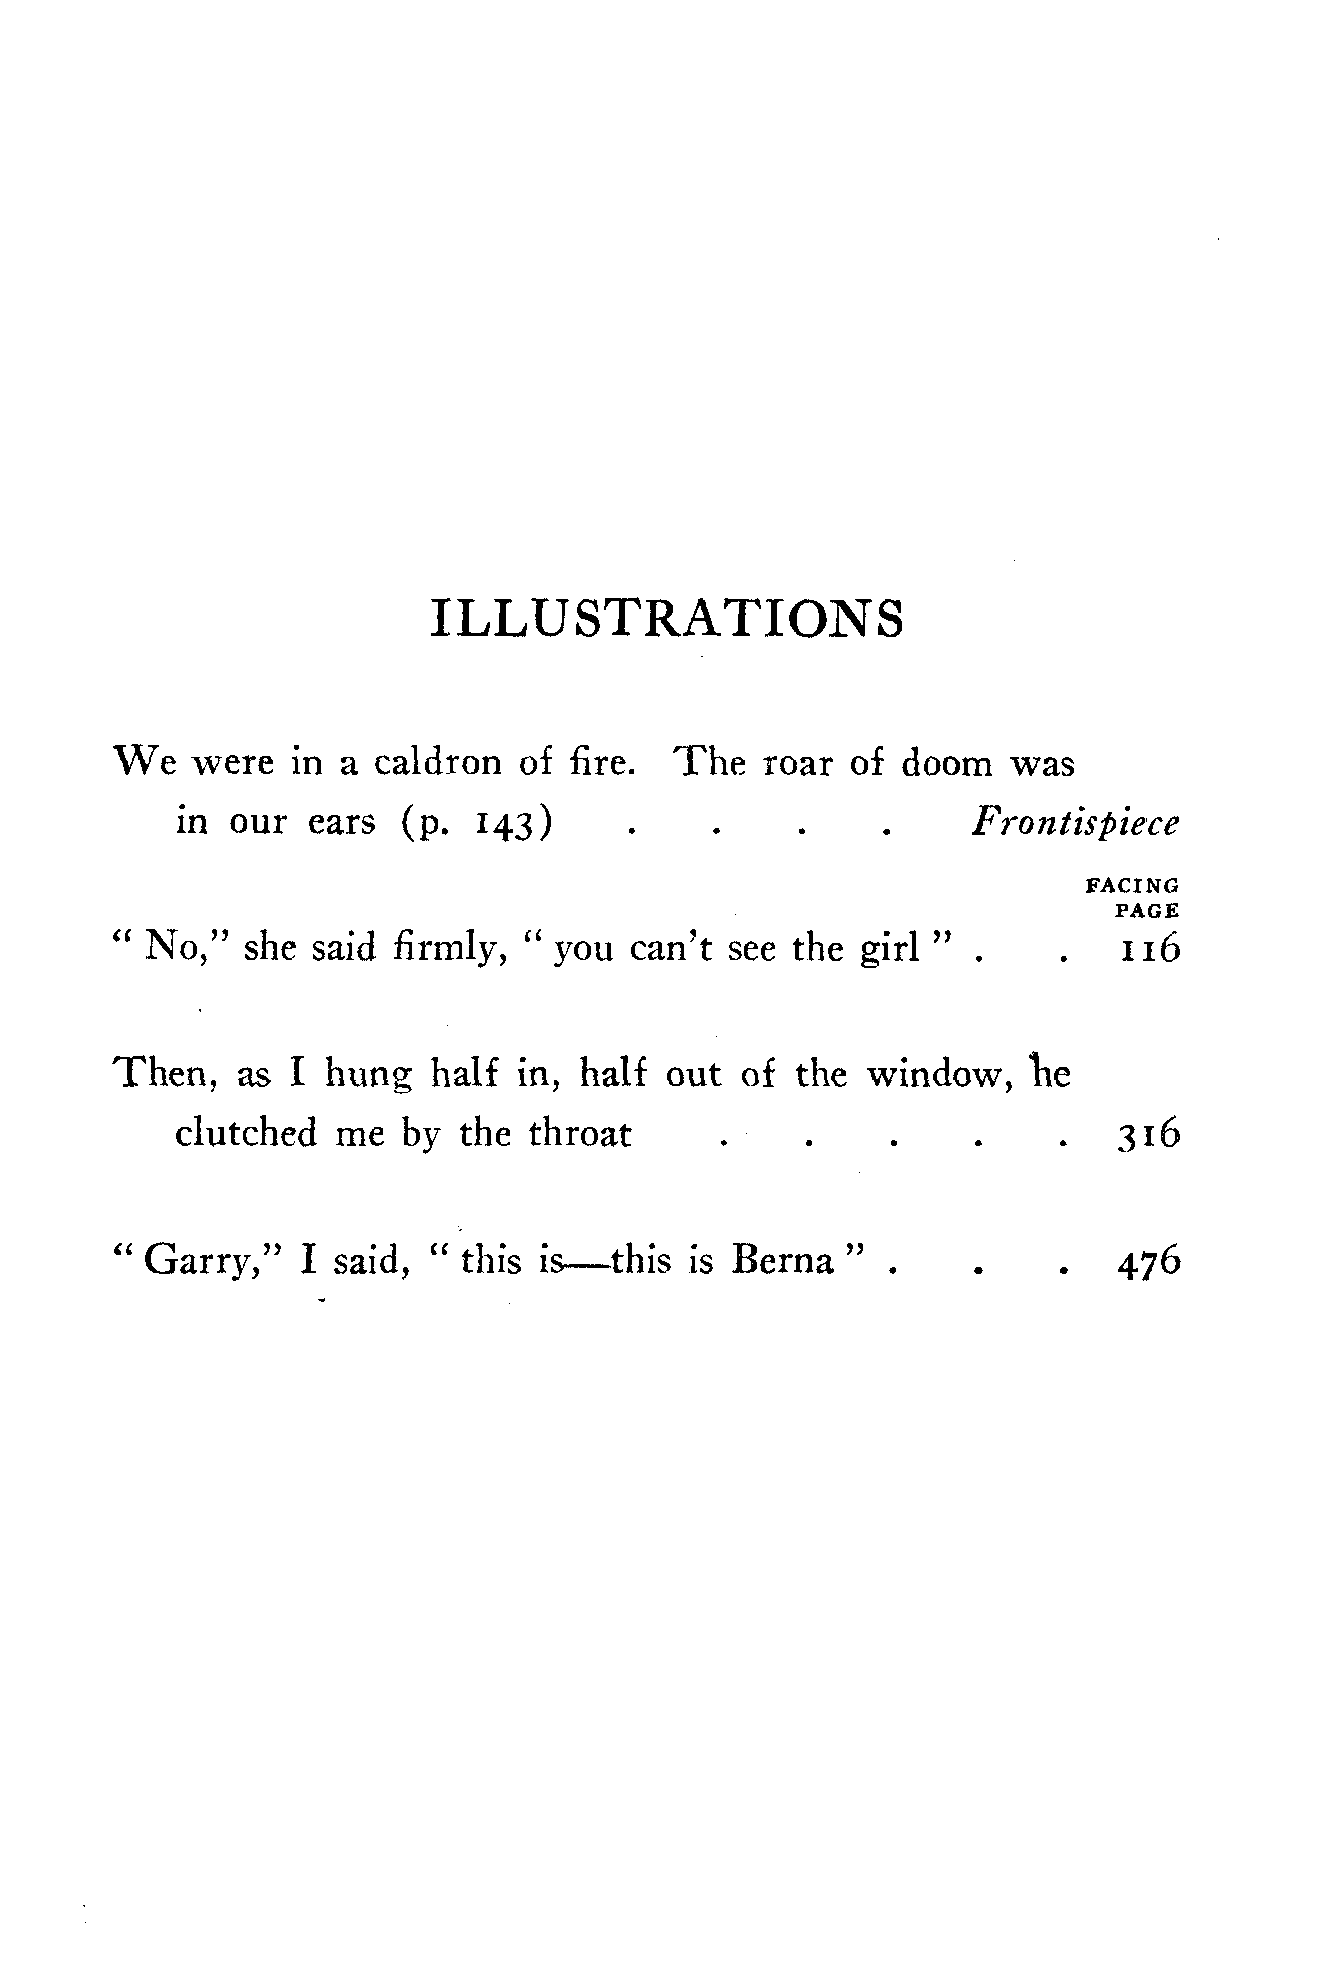 ILLUSTRATIONS
We were in a caldron of fire. The roar of doom was
in our ears (p. 143) . . . . Frontispiece
FACING
PAGE
“ No,” she said firmly, “ you can’t see the girl ” . . 116
Then, as I hung half in, half out of the window, he
clutched me by the throat . . . . . 316
“ Garry,” I said, “ this is—this is Berna ” . . . 476